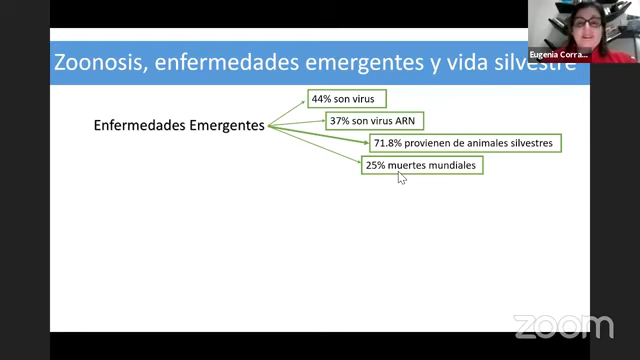 Eugenia Corra...
Zoonosis, enfermedades emergentes y vida silvestre
44% son virus
37% son virus ARN
Enfermedades Emergentes
71.8% provienen de animales silvestres
25% muertes mundiales
zoom